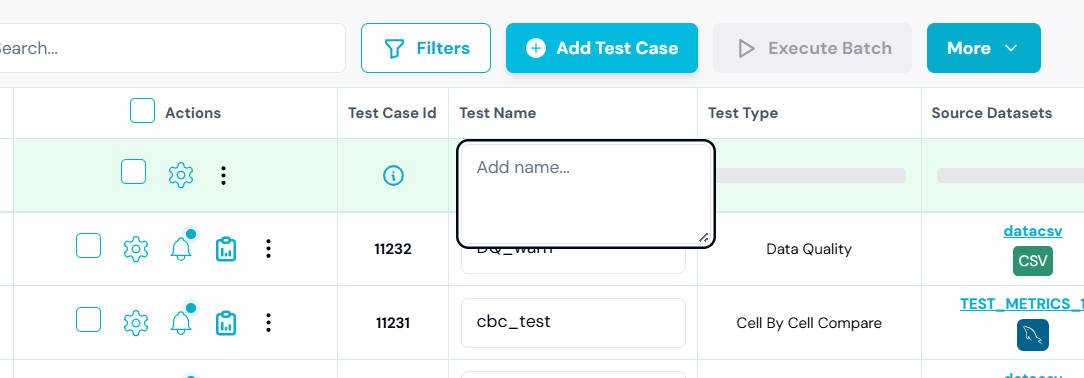 Search...
Filters
Add Test Case
Execute Batch
More
Actions
Test Case Id
Test Name
Test Type
Source Datasets
Add name...
11232
Data Quality
datacsv
CSV
11231
cbc_test
Cell By Cell Compare
TEST_METRICS_1